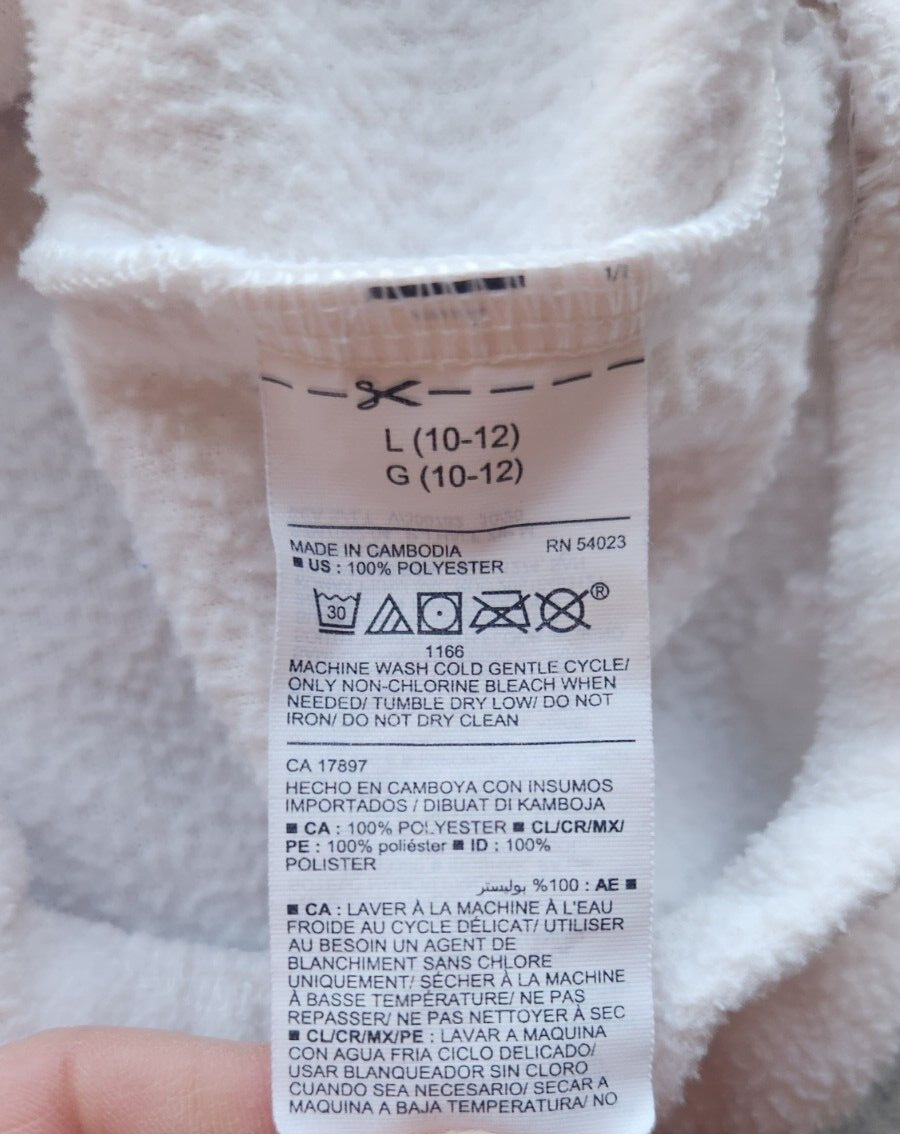 1/
L (10-12)
G (10-12)
MADE IN CAMBODIA RN 54023
■ US : 100% POLYESTER
30 ®
1166
MACHINE WASH COLD GENTLE CYCLE/
ONLY NON-CHLORINE BLEACH WHEN
NEEDED/ TUMBLE DRY LOW/ DO NOT
IRON/ DO NOT DRY CLEAN
CA 17897
HECHO EN CAMBOYA CON INSUMOS
IMPORTADOS / DIBUAT DI KAMBOJA
■ CA : 100% POLYESTER ■ CL/CR/MX/
PE : 100% poliéster ■ ID : 100%
POLISTER
■ AE : 100% بوليستر
■ CA : LAVER À LA MACHINE À L'EAU
FROIDE AU CYCLE DÉLICAT/ UTILISER
AU BESOIN UN AGENT DE
BLANCHIMENT SANS CHLORE
UNIQUEMENT/ SÉCHER À LA MACHINE
À BASSE TEMPÉRATURE/ NE PAS
REPASSER/ NE PAS NETTOYER À SEC
■ CL/CR/MX/PE : LAVAR A MAQUINA
CON AGUA FRIA CICLO DELICADO/
USAR BLANQUEADOR SIN CLORO
CUANDO SEA NECESARIO/ SECAR A
MAQUINA A BAJA TEMPERATURA/ NO